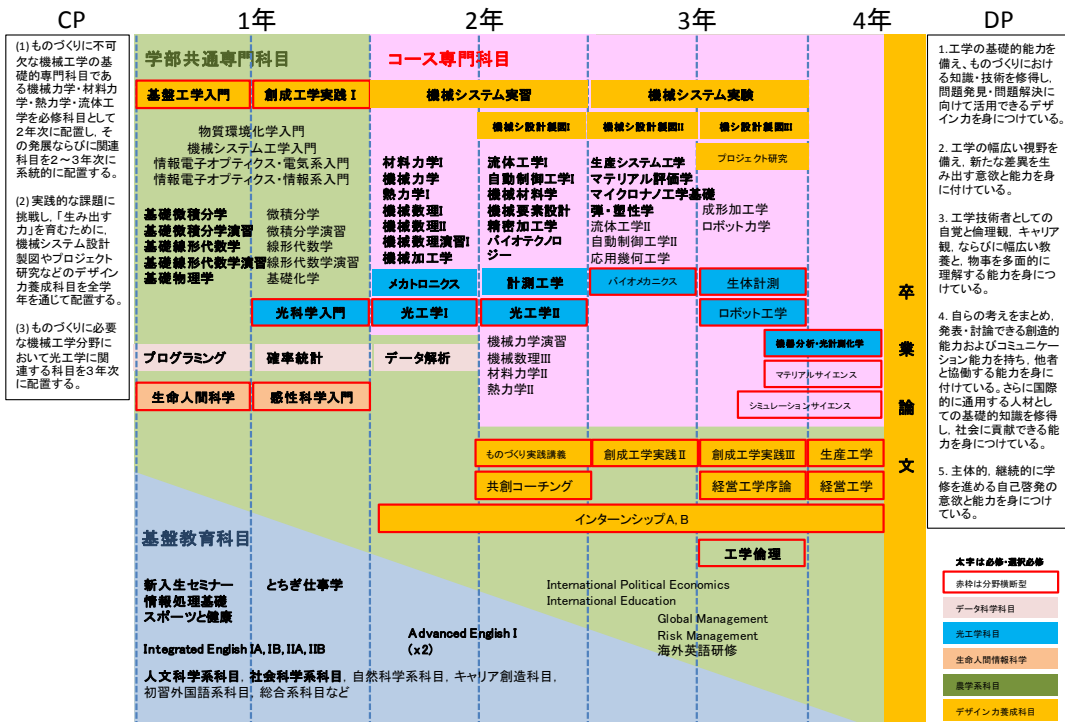 CP
1年
2年
3年
4年
DP
(1) ものづくりに不可
欠な機械工学の基
礎的専門科目であ
る機械力学・材料力
学・熱力学・流体工
学を必修科目として
2年次に配置し、そ
の発展ならびに関連
科目を2～3年次に
系統的に配置する。
(2) 実践的な課題に
挑戦し、「生み出す
力」を育むために、
機械システム設計
製図やプロジェクト
研究などのデザイン
力養成科目を全学
年を通じて配置する。
(3) ものづくりに必要
な機械工学分野に
おいて光工学に関
連する科目を3年次
に配置する。
学部共通専門科目
コース専門科目
基盤工学入門
創成工学実践 I
機械システム実習
機械システム実験
機械シ設計製図I
機械シ設計製図II
機シ設計製図III
プロジェクト研究
物質環境化学入門
機械システム工学入門
情報電子オプティクス・電気系入門
情報電子オプティクス・情報系入門
基礎微積分学
基礎微積分学演習
基礎線形代数学
基礎線形代数学演習
基礎物理学
微積分学
微積分学演習
線形代数学
線形代数学演習
基礎化学
材料力学I
機械力学
熱力学I
機械数理I
機械数理II
機械数理演習I
機械加工学
流体工学I
自動制御工学I
機械材料学
機械要素設計
精密加工学
バイオテクノロ
ジー
生産システム工学
マテリアル評価学
マイクロナノ工学基礎
弾・塑性学
流体工学II
自動制御工学II
応用幾何工学
成形加工学
ロボット力学
メカトロニクス
計測工学
バイオメカニクス
生体計測
光科学入門
光工学I
光工学II
ロボット工学
機器分析・光計測化学
マテリアルサイエンス
シミュレーションサイエンス
プログラミング
確率統計
データ解析
機械力学演習
機械数理III
材料力学II
熱力学II
生命人間科学
感性科学入門
ものづくり実践講義
創成工学実践 II
創成工学実践III
生産工学
共創コーチング
経営工学序論
経営工学
インターンシップA, B
工学倫理
卒
業
論
文
基盤教育科目
新入生セミナー
情報処理基礎
スポーツと健康
とちぎ仕事学
Integrated English IA, IB, IIA, IIB
Advanced English I
(x2)
International Political Economics
International Education
Global Management
Risk Management
海外英語研修
人文科学系科目, 社会科学系科目, 自然科学系科目, キャリア創造科目,
初習外国語系科目, 総合系科目など
1. 工学の基礎的能力を
備え、ものづくりにおけ
る知識・技術を修得し、
問題発見・問題解決に
向けて活用できるデザ
イン力を身につけている。
2. 工学の幅広い視野を
備え、新たな差異を生
み出す意欲と能力を身
に付けている。
3. 工学技術者としての
自覚と倫理観、キャリア
観、ならびに幅広い教
養と、物事を多面的に
理解する能力を身につ
けている。
4. 自らの考えをまとめ、
発表・討論できる創造的
能力およびコミュニケー
ション能力を持ち、他者
と協働する能力を身に
付けている。さらに国際
的に通用する人材とし
ての基礎的知識を修得
し、社会に貢献できる能
力を身につけている。
5. 主体的、継続的に学
修を進める自己啓発の
意欲と能力を身につけ
ている。
太字は必修・選択必修
赤枠は分野横断型
データ科学科目
光工学科目
生命人間情報科学
農学系科目
デザイン力養成科目